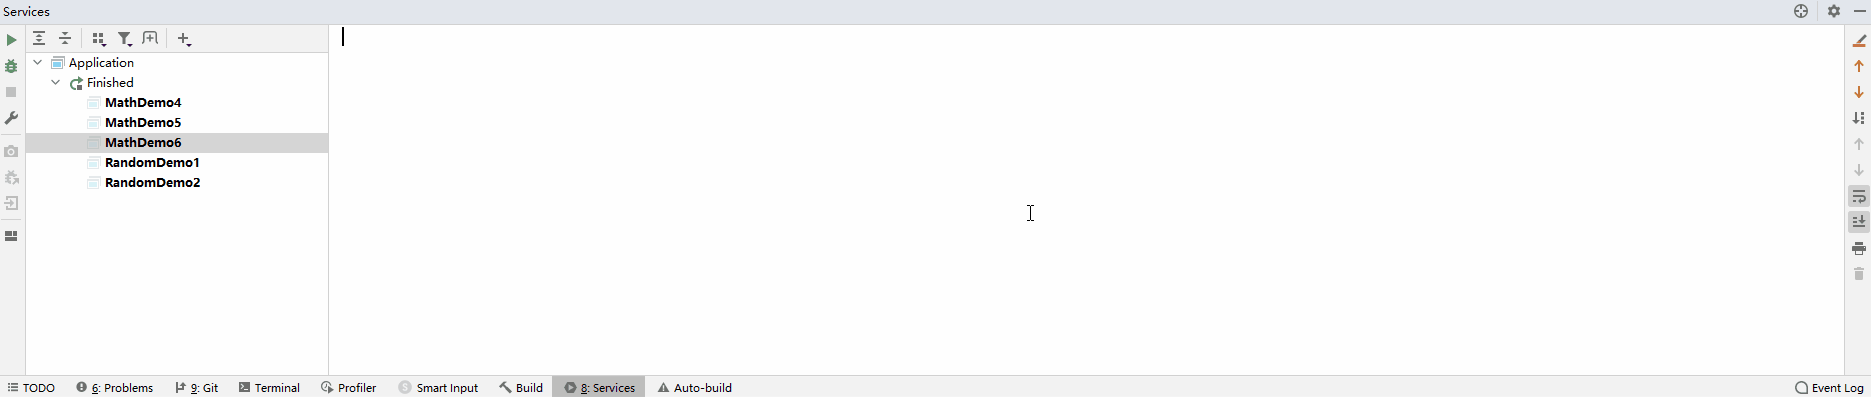 Services
Application
Finished
MathDemo4
MathDemo5
MathDemo6
RandomDemo1
RandomDemo2
TODO 6: Problems 9: Git Terminal Profiler Smart Input Build 8: Services Auto-build Event Log